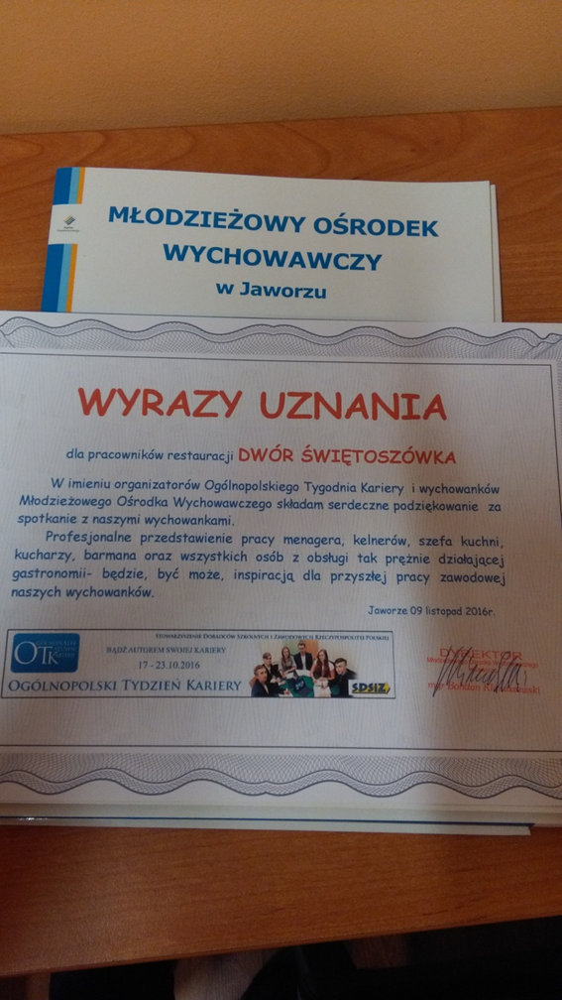 MŁODZIEŻOWY OŚRODEK
WYCHOWAWCZY
w Jaworzu
WYRAZY UZNANIA
dla pracowników restauracji DWÓR ŚWIĘTOSZÓWKA
W imieniu organizatorów Ogólnopolskiego Tygodnia Kariery i wychowanków
Młodzieżowego Ośrodka Wychowawczego składam serdeczne podziękowanie za
spotkanie z naszymi wychowankami.
Profesjonalne przedstawienie pracy menagera, kelnerów, szefa kuchni,
kucharzy, barmana oraz wszystkich osób z obsługi tak prężnie działającej
gastronomii- będzie, być może, inspiracją dla przyszłej pracy zawodowej
naszych wychowanków.
Jaworze 09 listopad 2016r.
STOWARZYSZENIE DORADCÓW SZKOLNYCH I ZAWODOWYCH RZECZYPOSPOLITEJ POLSKIEJ
OTK
OGÓLNOPOLSKI TYDZIEŃ KARIERY
BĄDŹ AUTOREM SWOJEJ KARIERY
17 - 23.10.2016
OGÓLNOPOLSKI TYDZIEŃ KARIERY
SDSIZ
DYREKTOR
mgr Bohdan